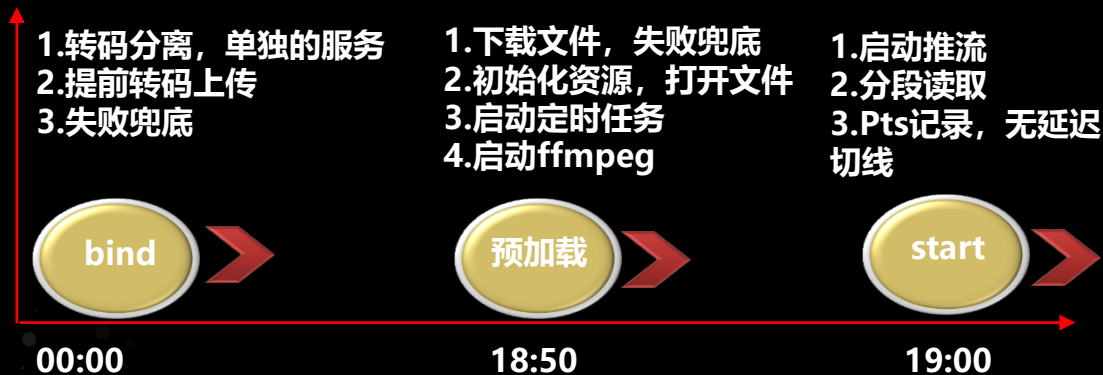 1.转码分离，单独的服务
2.提前转码上传
3.失败兜底
1.下载文件，失败兜底
2.初始化资源，打开文件
3.启动定时任务
4.启动ffmpeg
1.启动推流
2.分段读取
3.Pts记录，无延迟
切线
bind
预加载
start
00:00
18:50
19:00